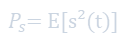 Pₛ= E[s²(t)]